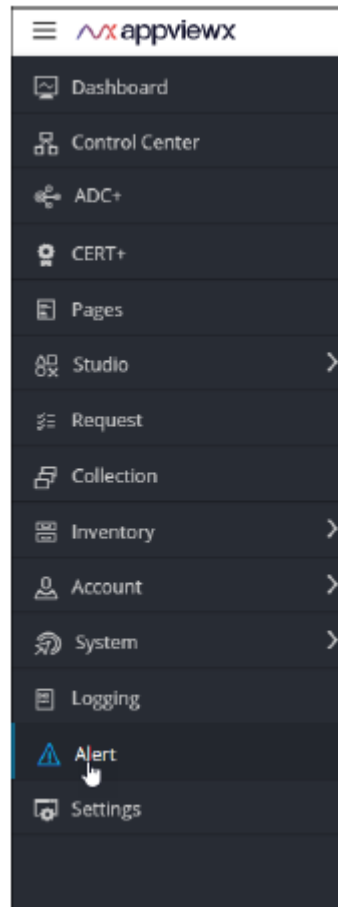 appviewx
Dashboard
Control Center
ADC+
CERT+
Pages
Studio
Request
Collection
Inventory
Account
System
Logging
Alert
Settings